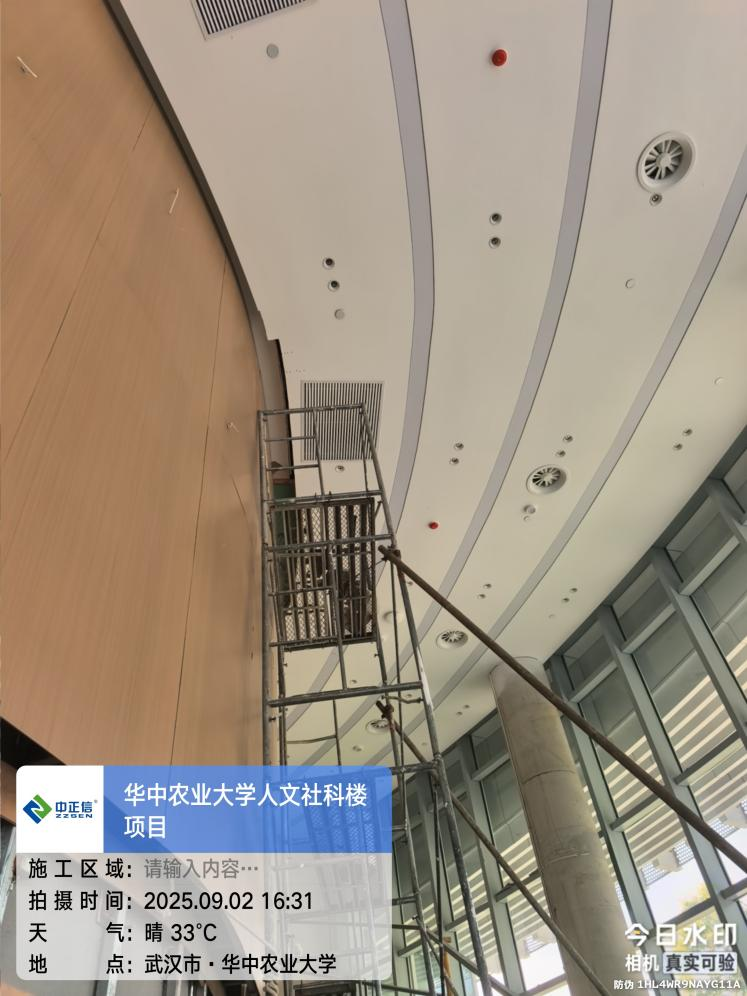 中正信
ZZSEN
华中农业大学人文社科楼
项目
施工区域：请输入内容…
拍摄时间：2025.09.02 16:31
天气：晴 33℃
地点：武汉市·华中农业大学
今日水印
相机 真实可验
防伪 1HL4WR9NAYG11A